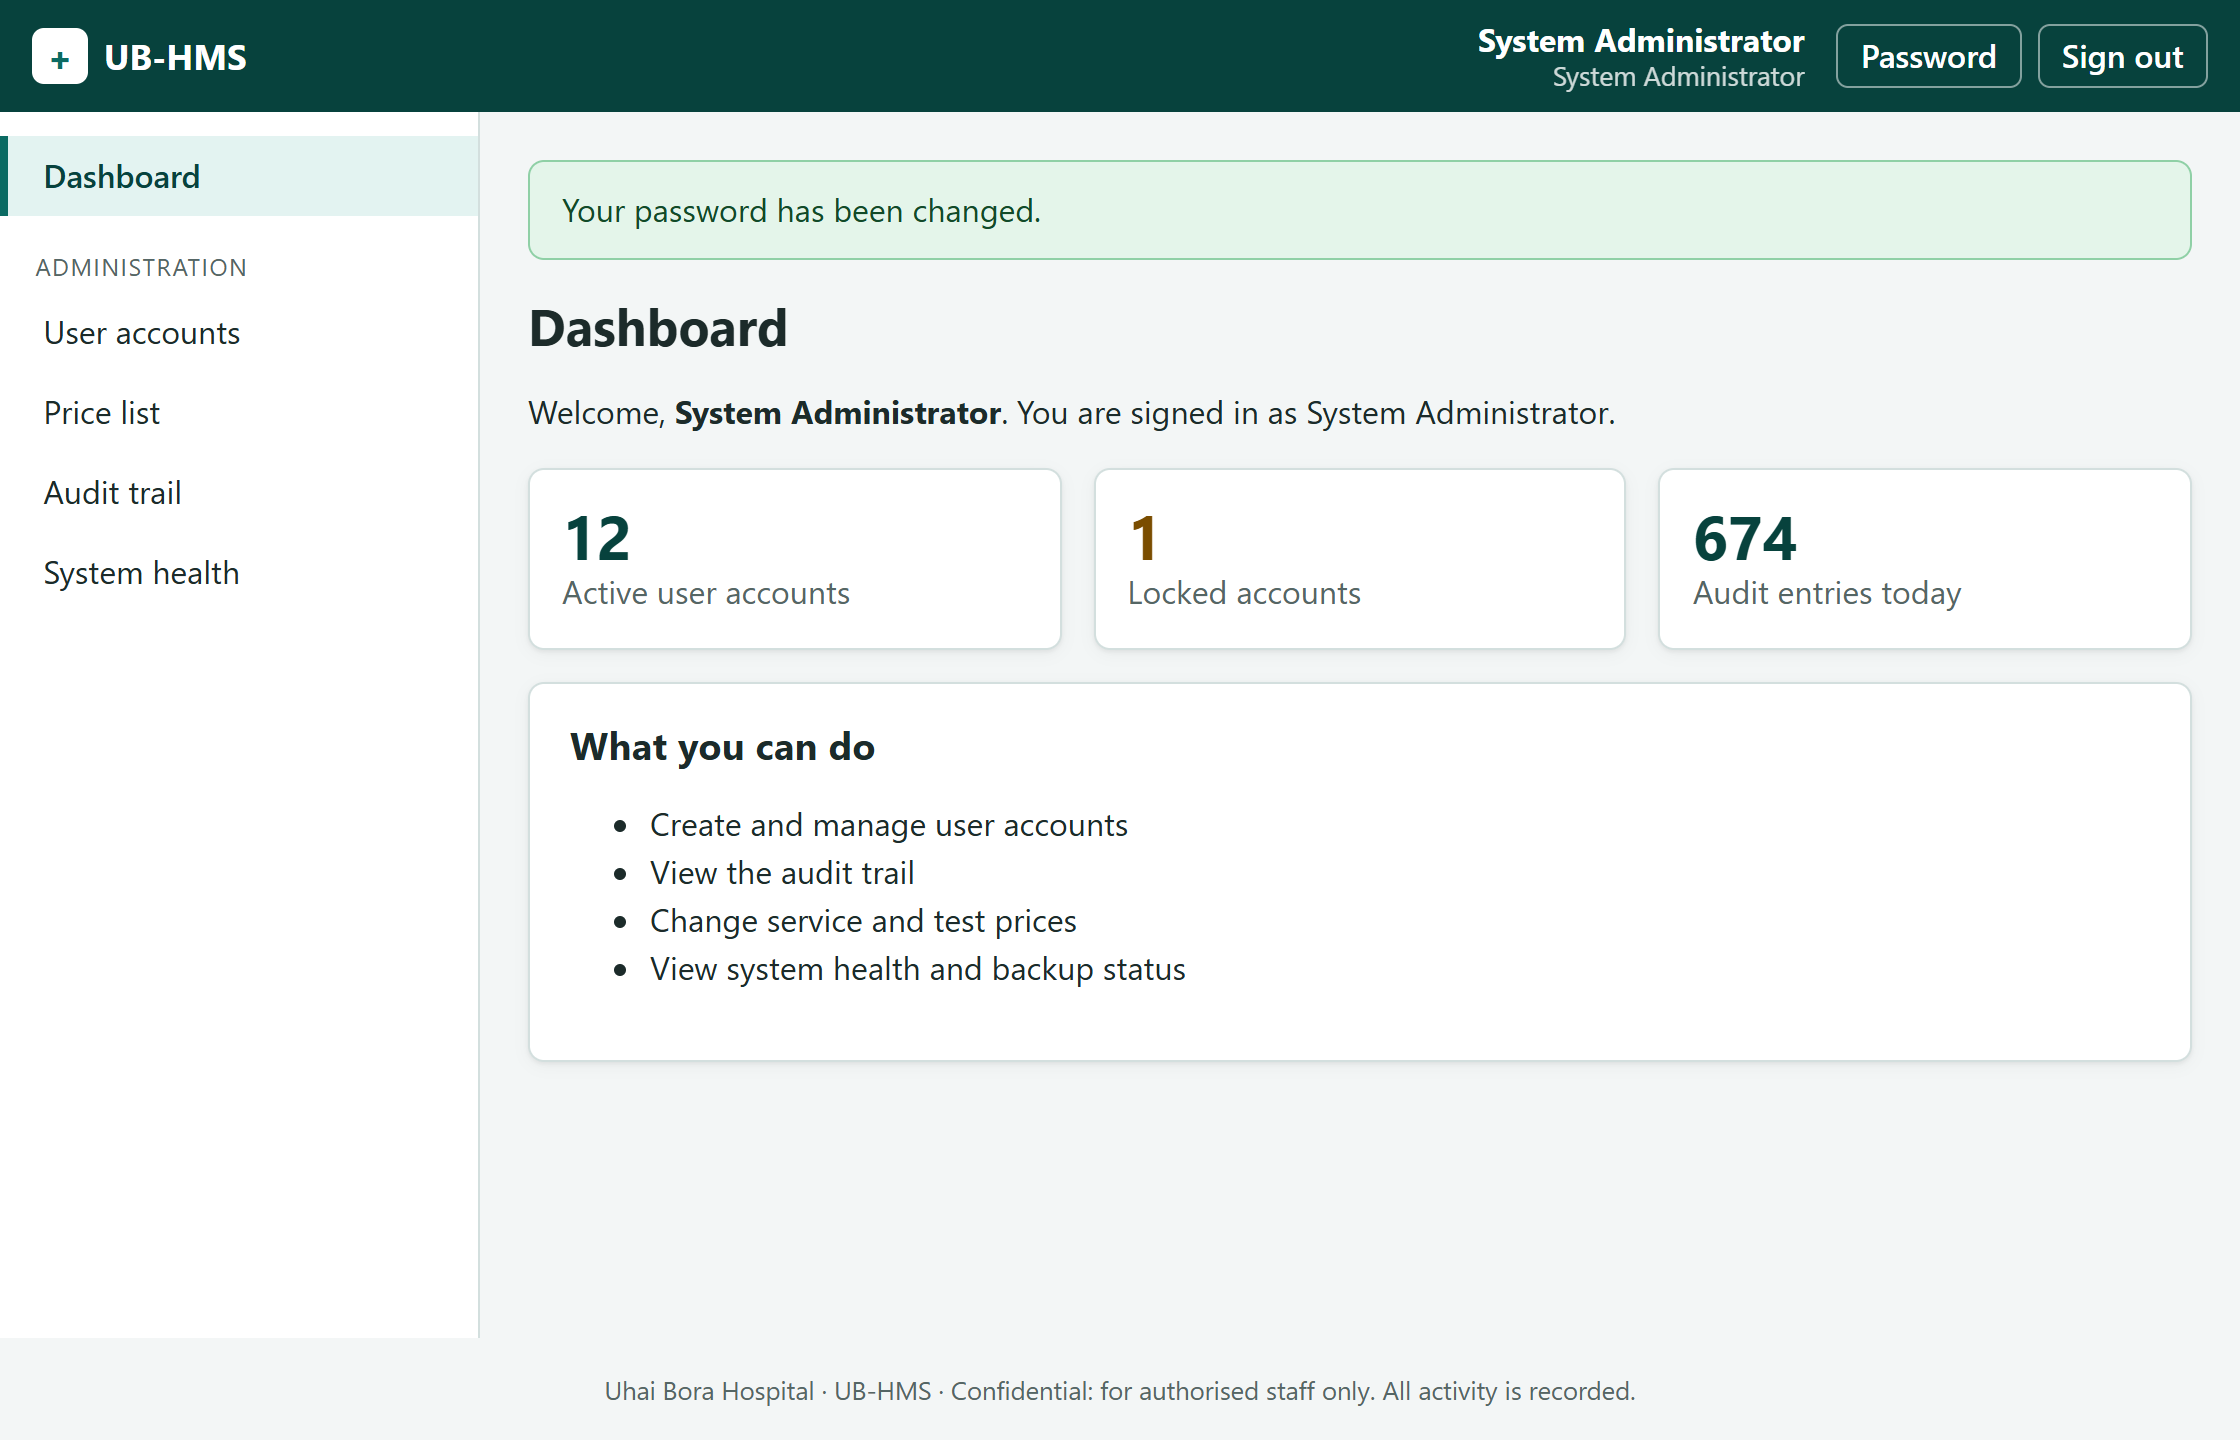 + UB-HMS
System Administrator
System Administrator
Password
Sign out
Dashboard
ADMINISTRATION
User accounts
Price list
Audit trail
System health
Your password has been changed.
Dashboard
Welcome, System Administrator. You are signed in as System Administrator.
12
Active user accounts
1
Locked accounts
674
Audit entries today
What you can do
• Create and manage user accounts
• View the audit trail
• Change service and test prices
• View system health and backup status
Uhai Bora Hospital · UB-HMS · Confidential: for authorised staff only. All activity is recorded.